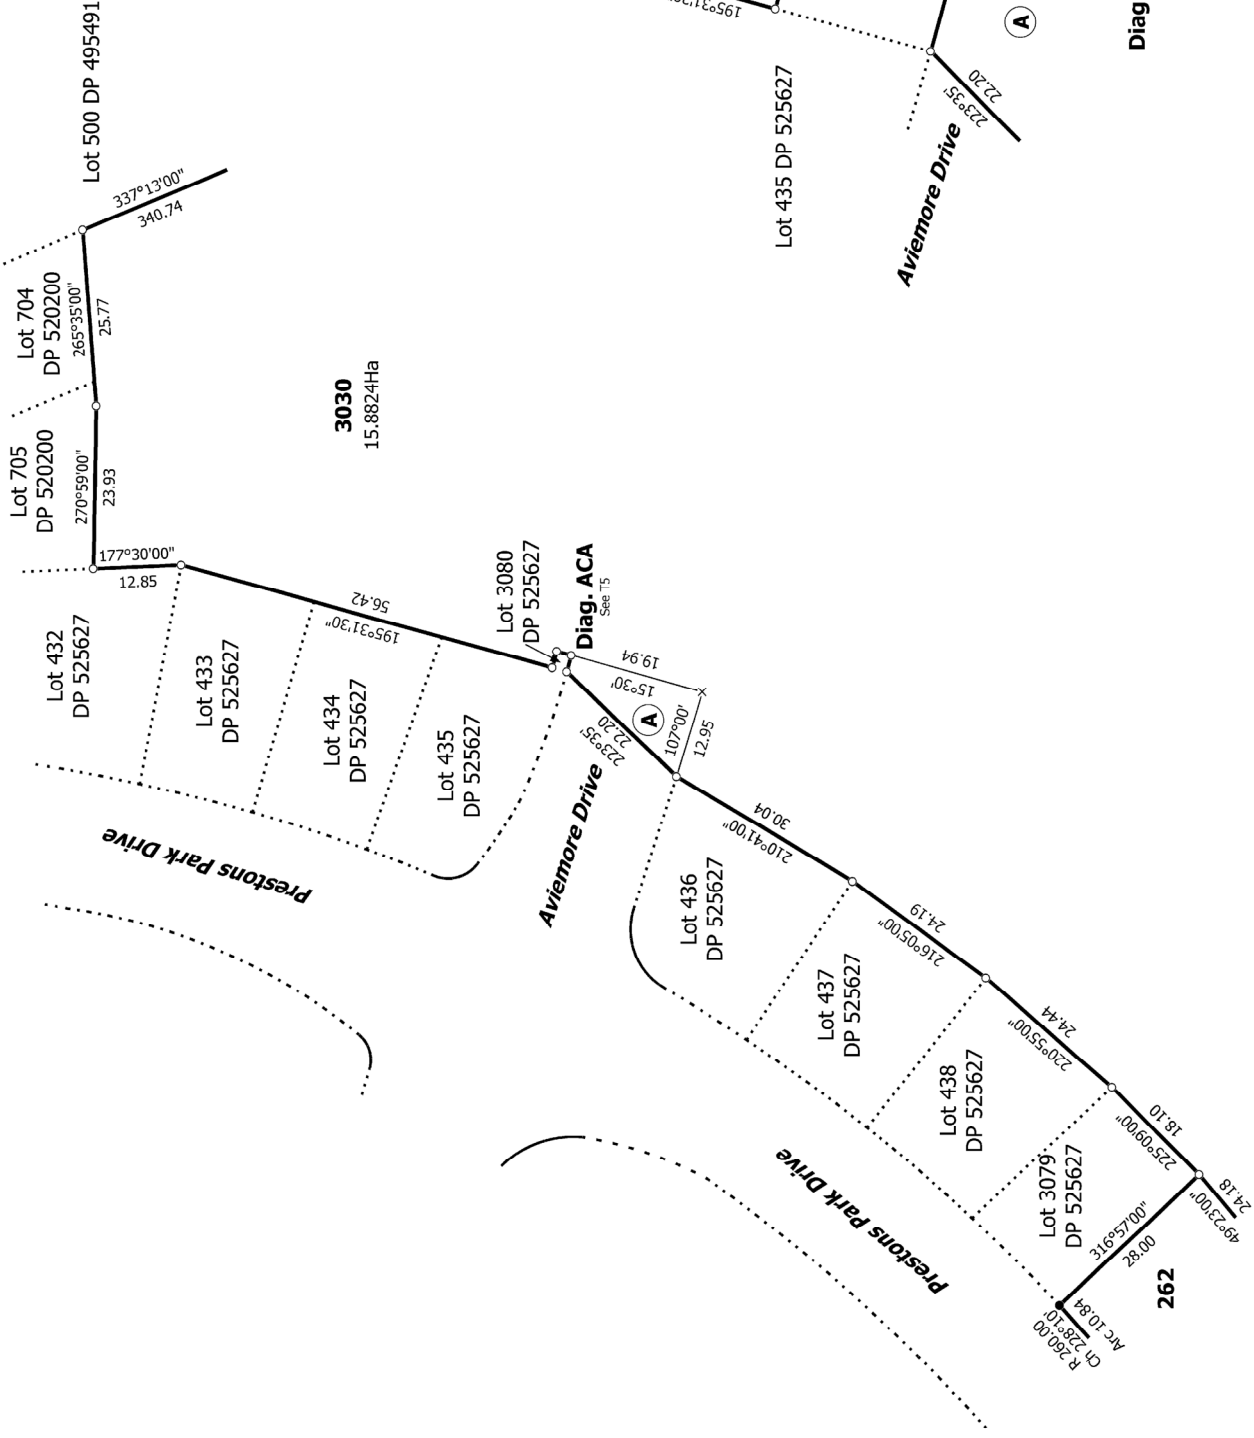 Lot 500 DP 495491
195°31'3
A
Diag
22.20
223°35'
Lot 435 DP 525627
Aviemore Drive
337°13'00"
340.74
Lot 704
DP 520200
265°35'00"
25.77
Lot 705
DP 520200
270°59'00"
23.93
3030
15.8824Ha
177°30'00"
12.85
56.42
195°31'30"
Lot 3080
DP 525627
Diag. ACA
See T5
Lot 432
DP 525627
Lot 433
DP 525627
Lot 434
DP 525627
Lot 435
DP 525627
19.94
15°30'
A
107°00'
12.95
22.20
223°35'
Prestons Park Drive
Aviemore Drive
30.04
210°41'00"
Lot 436
DP 525627
24.19
216°05'00"
Lot 437
DP 525627
24.44
220°55'00"
Lot 438
DP 525627
18.10
225°09'00"
Lot 3079
DP 525627
Prestons Park Drive
316°57'00"
28.00
24.18
49°23'00"
262
R 260.00
Ch 228°10'
Arc 10.84